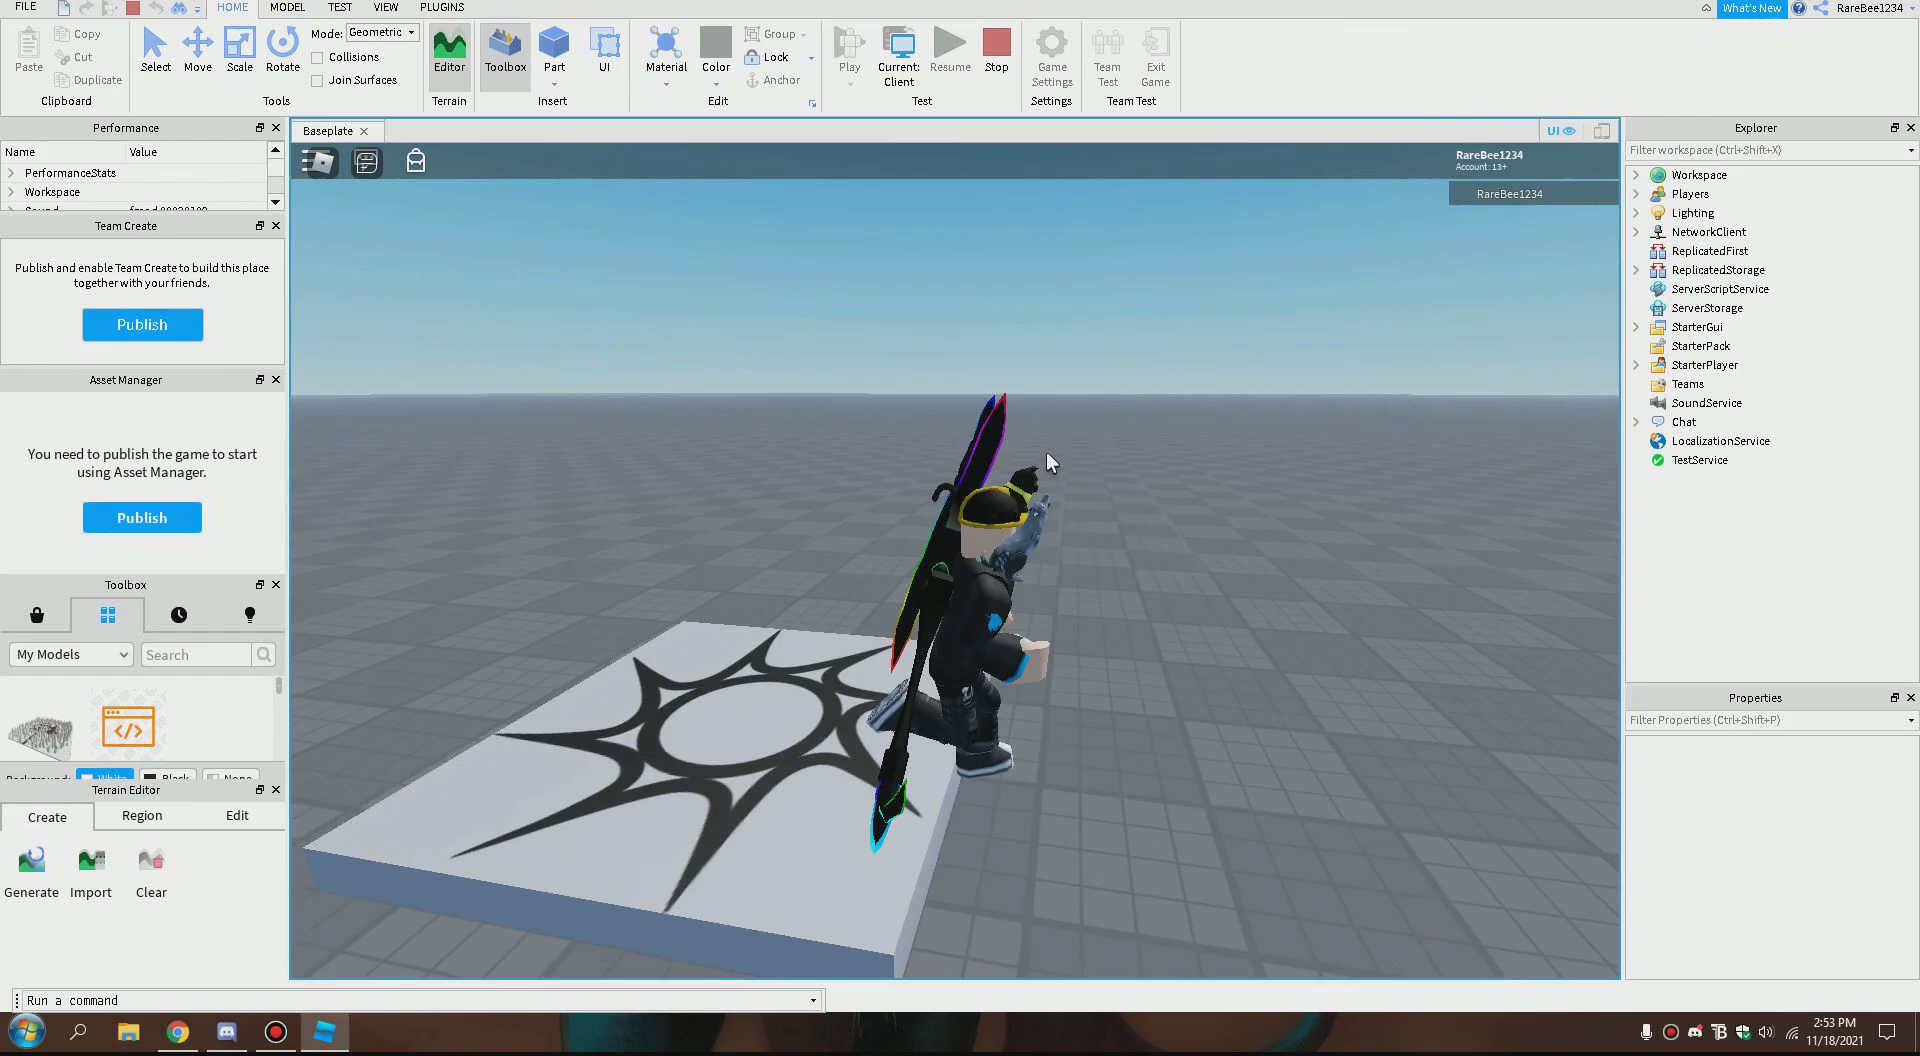 FILE HOME MODEL TEST VIEW PLUGINS What's New RareBee1234
Paste
Copy
Cut
Duplicate
Clipboard
Select Move Scale Rotate
Mode: Geometric
Collisions
Join Surfaces
Tools
Editor
Terrain
Toolbox Part UI
Insert
Material Color
Group
Lock
Anchor
Edit
Play
Current:
Client
Resume Stop
Test
Game
Settings
Settings
Team
Test
Exit
Game
Team Test
Performance
Name Value
PerformanceStats
Workspace
Team Create
Publish and enable Team Create to build this place
together with your friends.
Publish
Asset Manager
You need to publish the game to start
using Asset Manager.
Publish
Toolbox
My Models Search
Background: White Black None
Terrain Editor
Create Region Edit
Generate Import Clear
Baseplate
UI
RareBee1234
Account: 13+
RareBee1234
Explorer
Filter workspace (Ctrl+Shift+X)
Workspace
Players
Lighting
NetworkClient
ReplicatedFirst
ReplicatedStorage
ServerScriptService
ServerStorage
StarterGui
StarterPack
StarterPlayer
Teams
SoundService
Chat
LocalizationService
TestService
Properties
Filter Properties (Ctrl+Shift+P)
Run a command
2:53 PM
11/18/2021